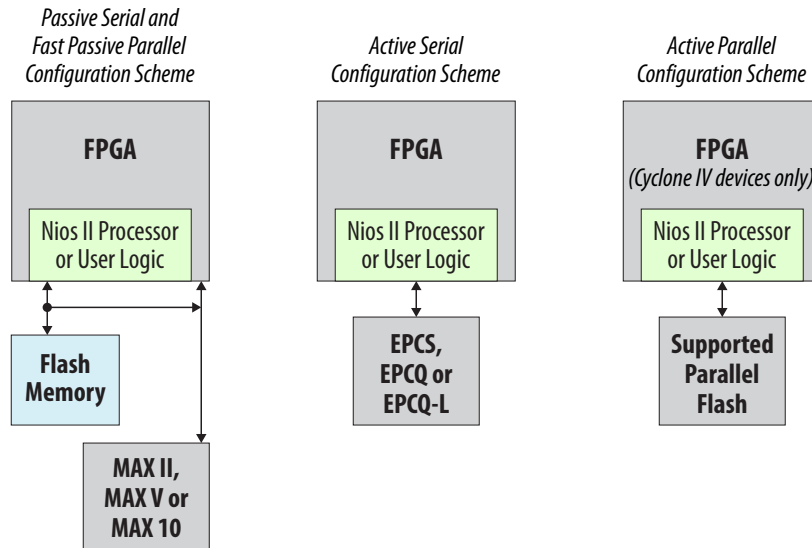 Passive Serial and
Fast Passive Parallel
Configuration Scheme
FPGA
Nios II Processor
or User Logic
Flash
Memory
MAX II,
MAX V or
MAX 10
Active Serial
Configuration Scheme
FPGA
Nios II Processor
or User Logic
EPCS,
EPCQ or
EPCQ-L
Active Parallel
Configuration Scheme
FPGA
(Cyclone IV devices only)
Nios II Processor
or User Logic
Supported
Parallel
Flash